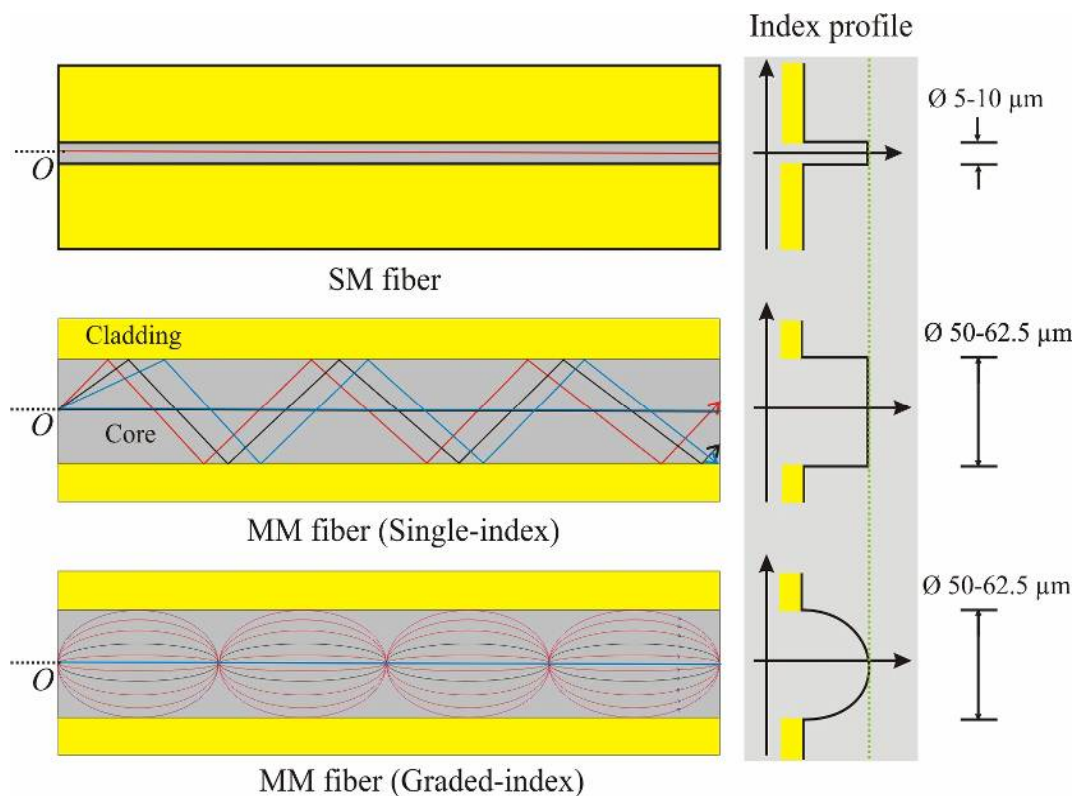 Index profile
Ø 5-10 μm
O
SM fiber
Cladding
Ø 50-62.5 μm
O
Core
MM fiber (Single-index)
Ø 50-62.5 μm
O
MM fiber (Graded-index)